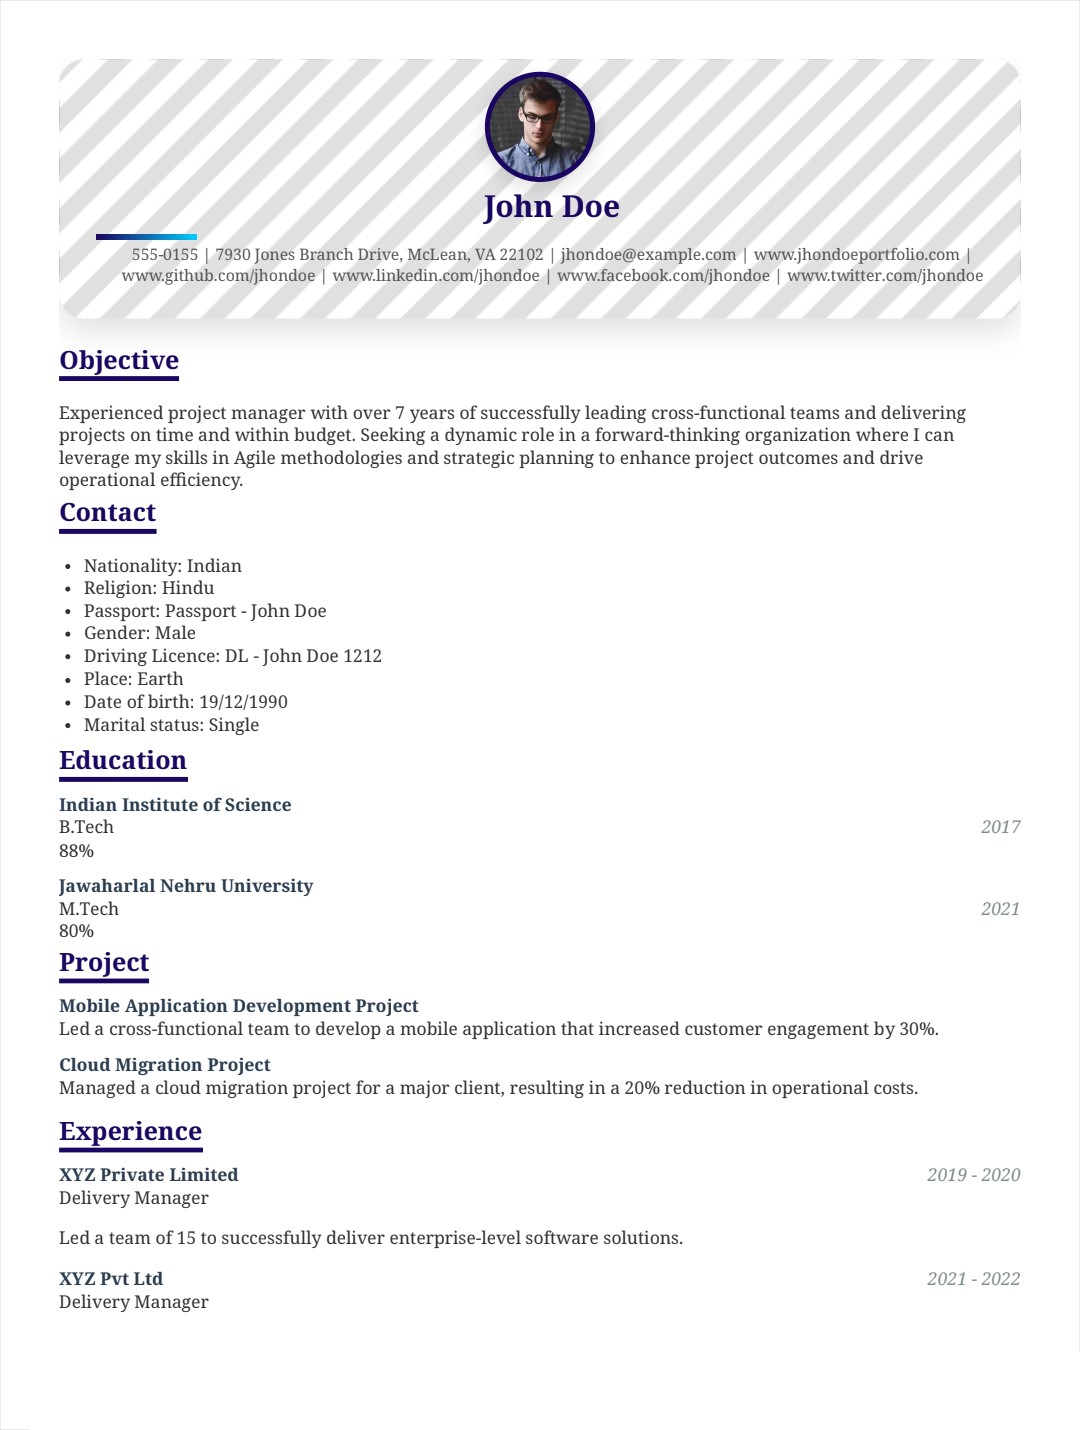 John Doe
555-0155 | 7930 Jones Branch Drive, McLean, VA 22102 | jhondoe@example.com | www.jhondoeportfolio.com |
www.github.com/jhondoe | www.linkedin.com/jhondoe | www.facebook.com/jhondoe | www.twitter.com/jhondoe
Objective
Experienced project manager with over 7 years of successfully leading cross-functional teams and delivering
projects on time and within budget. Seeking a dynamic role in a forward-thinking organization where I can
leverage my skills in Agile methodologies and strategic planning to enhance project outcomes and drive
operational efficiency.
Contact
• Nationality: Indian
• Religion: Hindu
• Passport: Passport - John Doe
• Gender: Male
• Driving Licence: DL - John Doe 1212
• Place: Earth
• Date of birth: 19/12/1990
• Marital status: Single
Education
Indian Institute of Science
B.Tech 2017
88%
Jawaharlal Nehru University
M.Tech 2021
80%
Project
Mobile Application Development Project
Led a cross-functional team to develop a mobile application that increased customer engagement by 30%.
Cloud Migration Project
Managed a cloud migration project for a major client, resulting in a 20% reduction in operational costs.
Experience
XYZ Private Limited 2019 - 2020
Delivery Manager
Led a team of 15 to successfully deliver enterprise-level software solutions.
XYZ Pvt Ltd 2021 - 2022
Delivery Manager